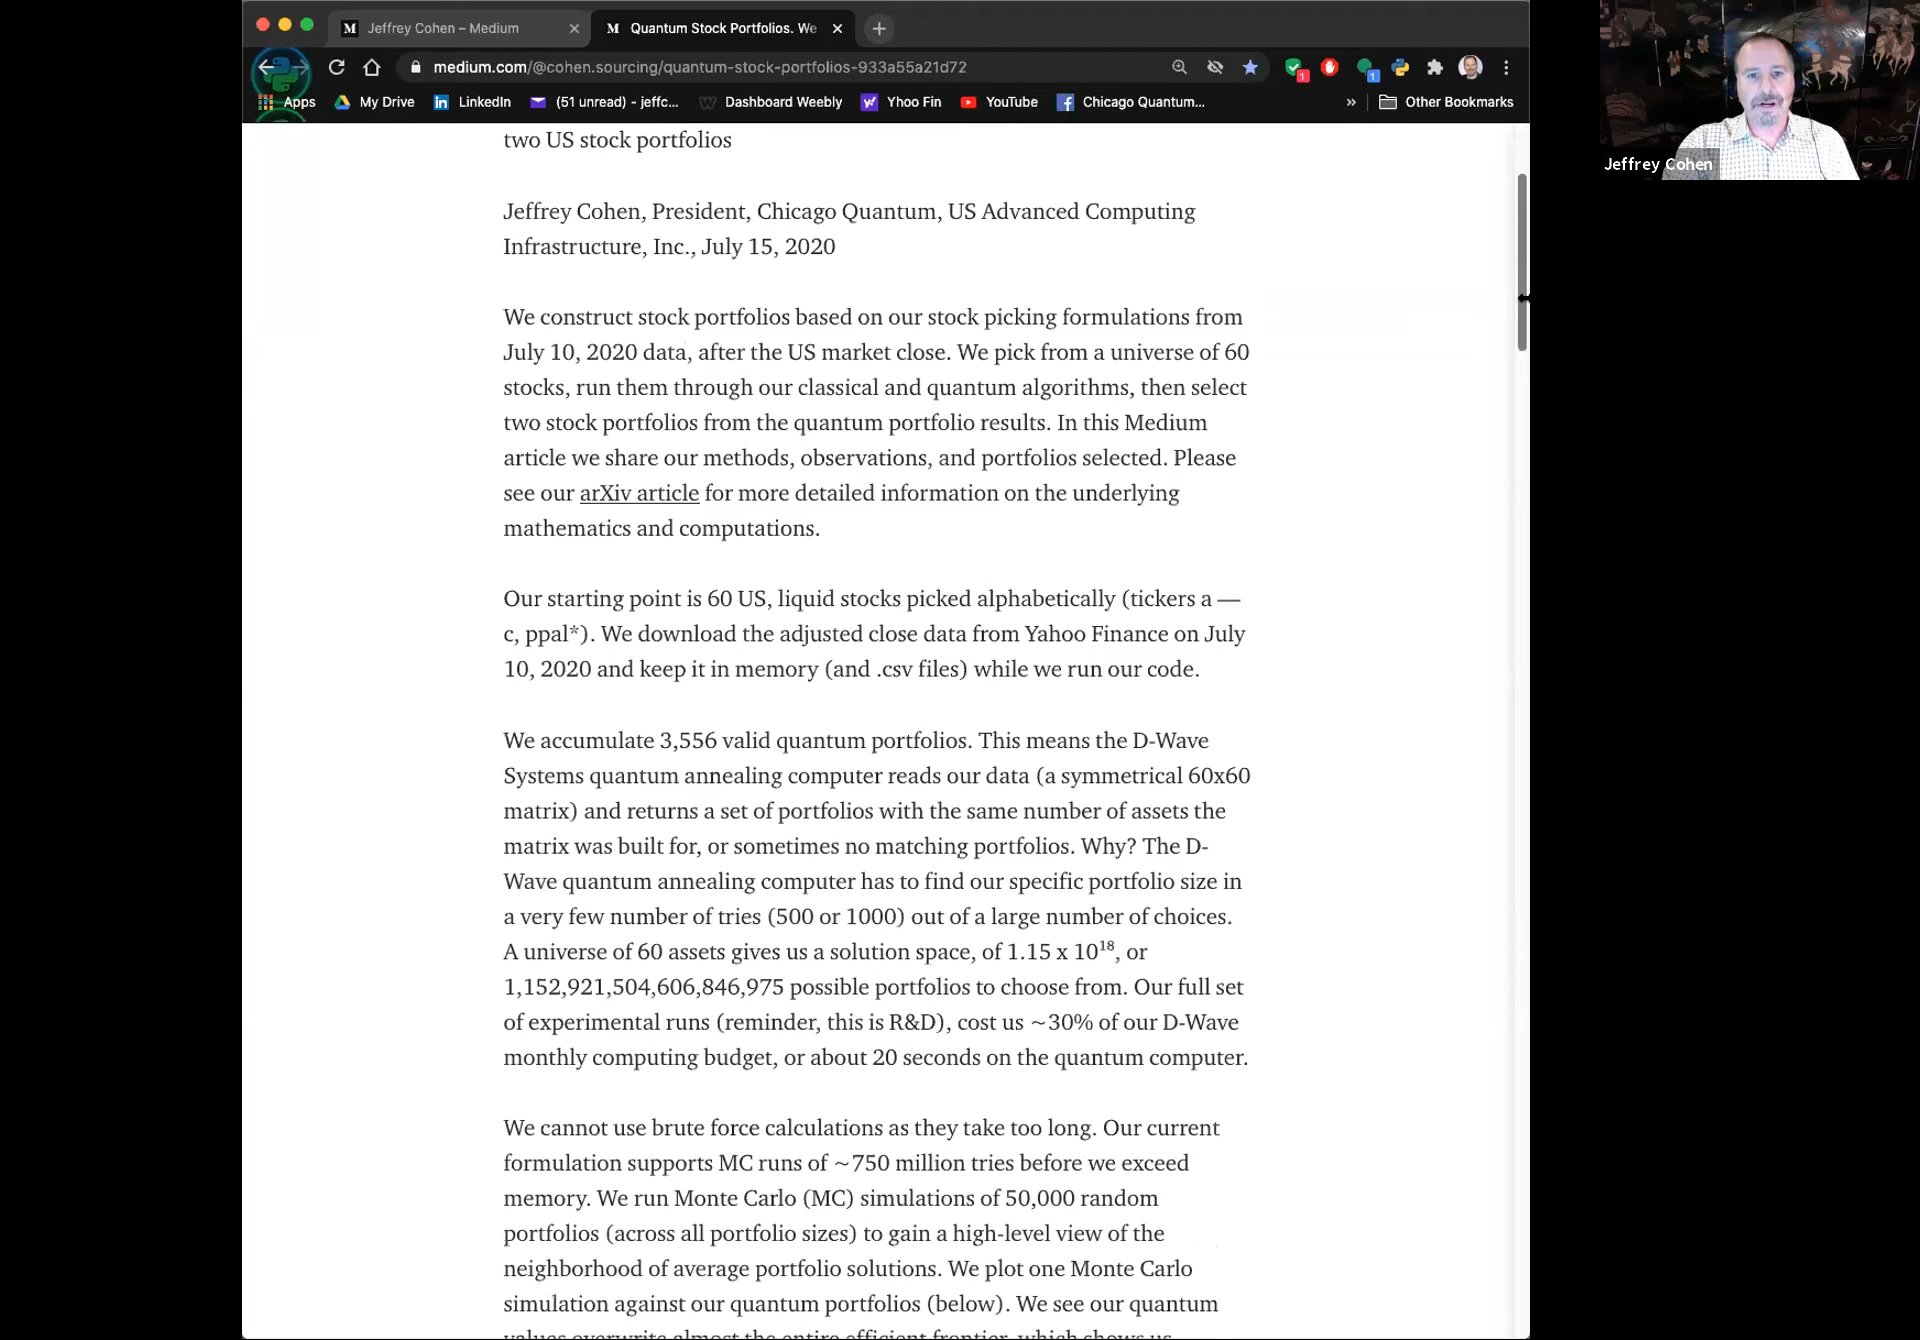 Jeffrey Cohen – Medium
Quantum Stock Portfolios. We
medium.com/@cohen.sourcing/quantum-stock-portfolios-933a55a21d72
1
1
Apps
My Drive
LinkedIn
(51 unread) - jeffc...
Dashboard Weebly
Yhoo Fin
YouTube
Chicago Quantum...
»
Other Bookmarks
Jeffrey Cohen
two US stock portfolios
Jeffrey Cohen, President, Chicago Quantum, US Advanced Computing
Infrastructure, Inc., July 15, 2020
We construct stock portfolios based on our stock picking formulations from
July 10, 2020 data, after the US market close. We pick from a universe of 60
stocks, run them through our classical and quantum algorithms, then select
two stock portfolios from the quantum portfolio results. In this Medium
article we share our methods, observations, and portfolios selected. Please
see our arXiv article for more detailed information on the underlying
mathematics and computations.
Our starting point is 60 US, liquid stocks picked alphabetically (tickers a —
c, ppal*). We download the adjusted close data from Yahoo Finance on July
10, 2020 and keep it in memory (and .csv files) while we run our code.
We accumulate 3,556 valid quantum portfolios. This means the D-Wave
Systems quantum annealing computer reads our data (a symmetrical 60x60
matrix) and returns a set of portfolios with the same number of assets the
matrix was built for, or sometimes no matching portfolios. Why? The D-
Wave quantum annealing computer has to find our specific portfolio size in
a very few number of tries (500 or 1000) out of a large number of choices.
A universe of 60 assets gives us a solution space, of 1.15 x 10¹⁸, or
1,152,921,504,606,846,975 possible portfolios to choose from. Our full set
of experimental runs (reminder, this is R&D), cost us ~30% of our D-Wave
monthly computing budget, or about 20 seconds on the quantum computer.
We cannot use brute force calculations as they take too long. Our current
formulation supports MC runs of ~750 million tries before we exceed
memory. We run Monte Carlo (MC) simulations of 50,000 random
portfolios (across all portfolio sizes) to gain a high-level view of the
neighborhood of average portfolio solutions. We plot one Monte Carlo
simulation against our quantum portfolios (below). We see our quantum
values overwrite almost the entire efficient frontier, which shows us